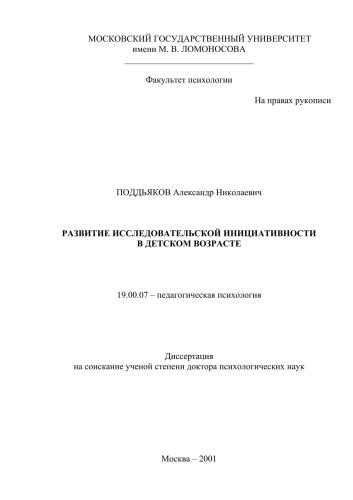 МОСКОВСКИЙ ГОСУДАРСТВЕННЫЙ УНИВЕРСИТЕТ
имени М. В. ЛОМОНОСОВА
Факультет психологии
На правах рукописи
ПОДДЬЯКОВ Александр Николаевич
РАЗВИТИЕ ИССЛЕДОВАТЕЛЬСКОЙ ИНИЦИАТИВНОСТИ
В ДЕТСКОМ ВОЗРАСТЕ
19.00.07 – педагогическая психология
Диссертация
на соискание ученой степени доктора психологических наук
Москва – 2001